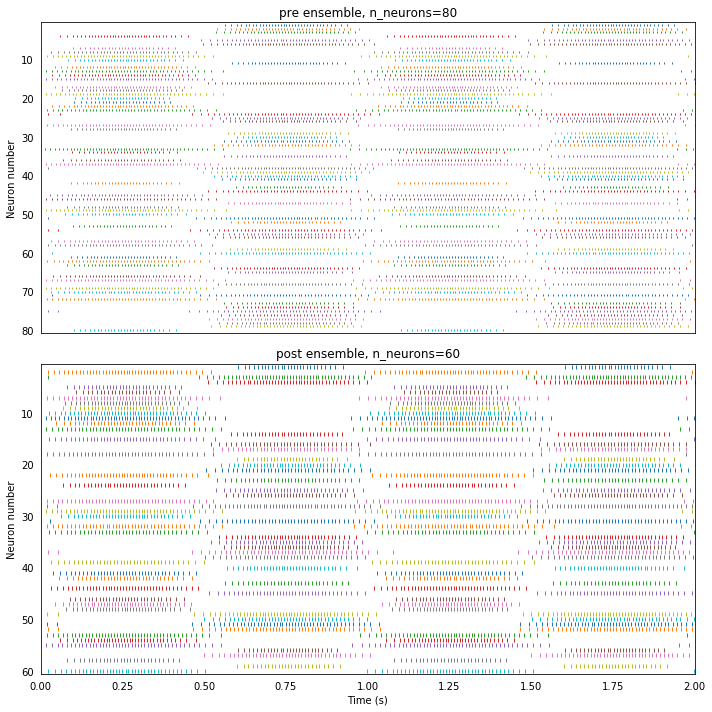 pre ensemble, n_neurons=80
10
20
30
40
50
60
70
80
Neuron number
post ensemble, n_neurons=60
10
20
30
40
50
60
Neuron number
0.00 0.25 0.50 0.75 1.00 1.25 1.50 1.75 2.00
Time (s)